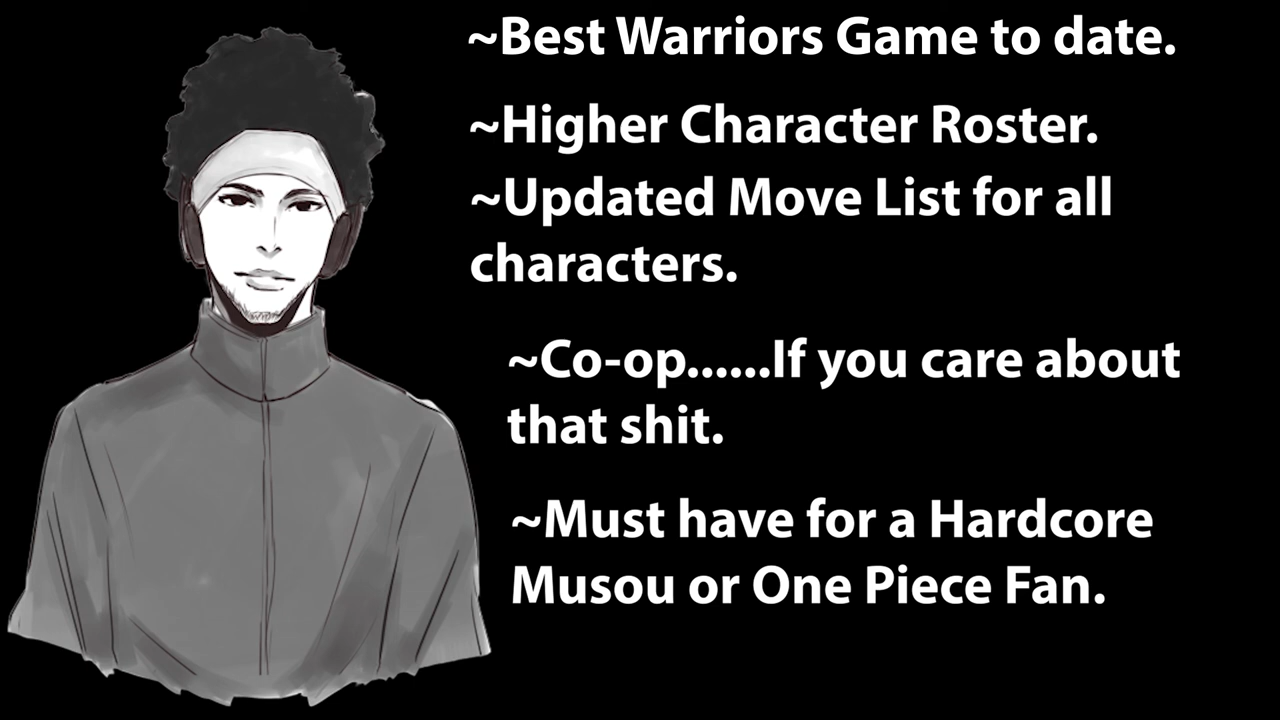 ~Best Warriors Game to date.
~Higher Character Roster.
~Updated Move List for all
characters.
~Co-op......If you care about
that shit.
~Must have for a Hardcore
Musou or One Piece Fan.